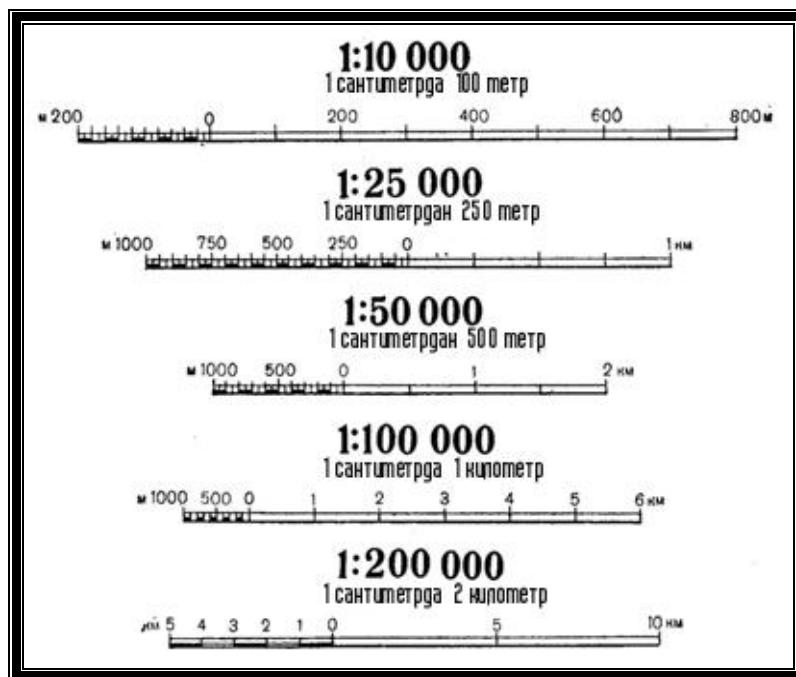 1:10 000
1 сантиметрда 100 метр
м 200 0 200 400 600 800 м
1:25 000
1 сантиметрдан 250 метр
м 1000 750 500 250 0 1 км
1:50 000
1 сантиметрдан 500 метр
м 1000 500 0 1 2 км
1:100 000
1 сантиметрда 1 километр
м 1000 500 0 1 2 3 4 5 6 км
1:200 000
1 сантиметрда 2 километр
км 5 4 3 2 1 0 5 10 км